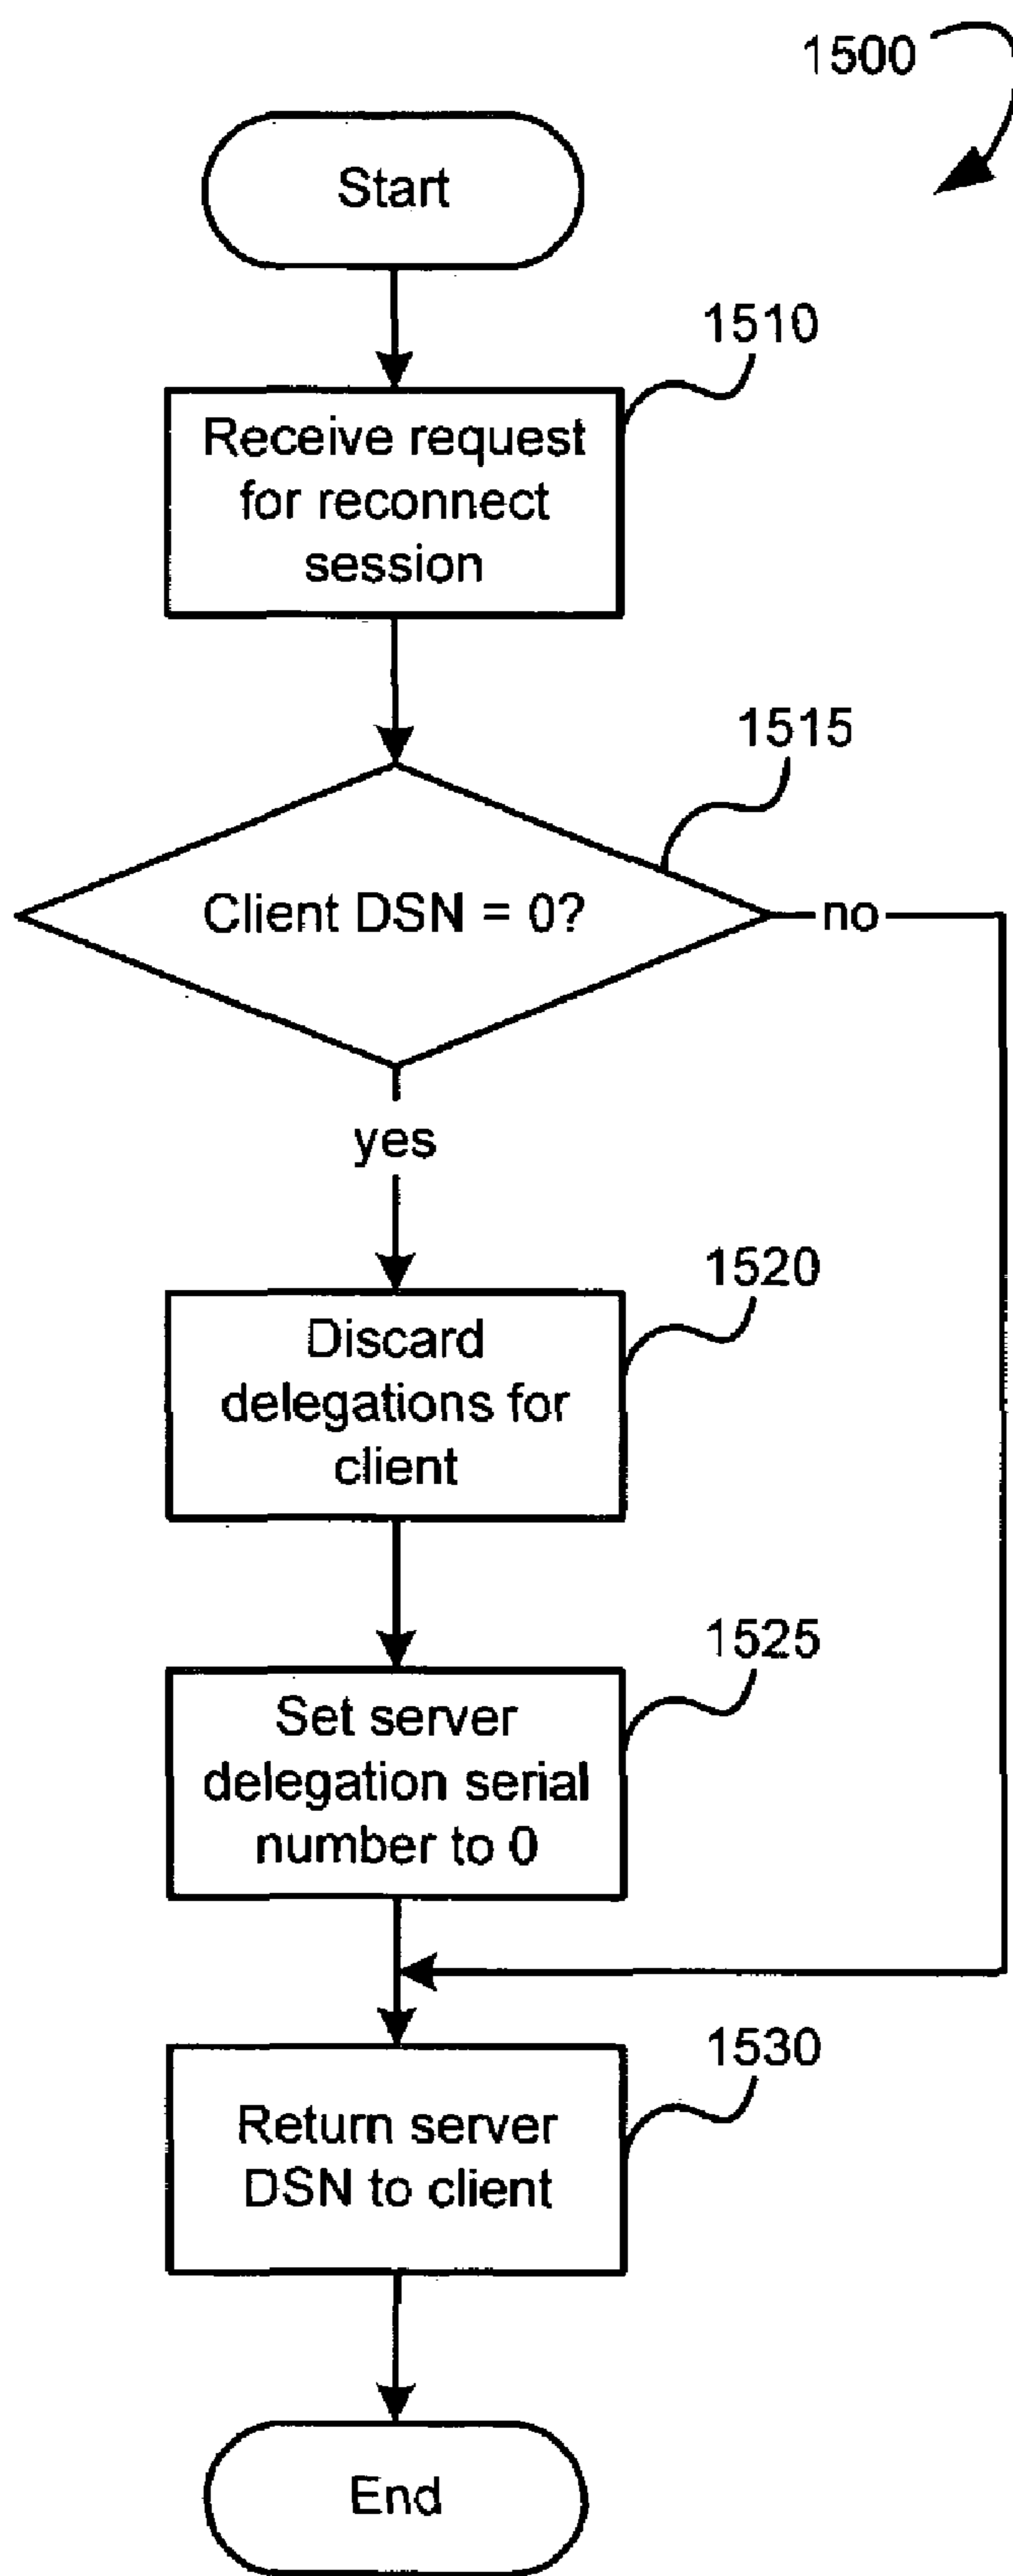 1500
Start
1510
Receive request
for reconnect
session
1515
Client DSN = 0?
no
yes
1520
Discard
delegations for
client
1525
Set server
delegation serial
number to 0
1530
Return server
DSN to client
End